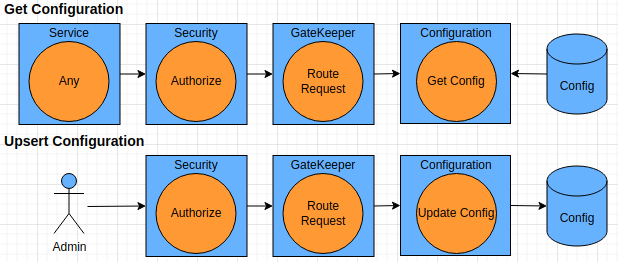 Get Configuration
Service
Security
GateKeeper
Configuration
Any
Authorize
Route
Request
Get Config
Config
Upsert Configuration
Security
GateKeeper
Configuration
Authorize
Route
Request
Update Config
Config
Admin